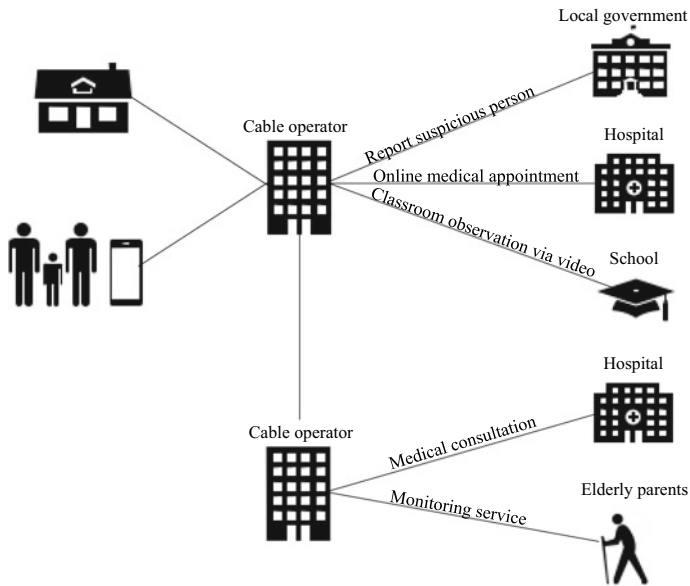 Local government
Cable operator
Report suspicious person
Hospital
Online medical appointment
Classroom observation via video
School
Hospital
Cable operator
Medical consultation
Elderly parents
Monitoring service